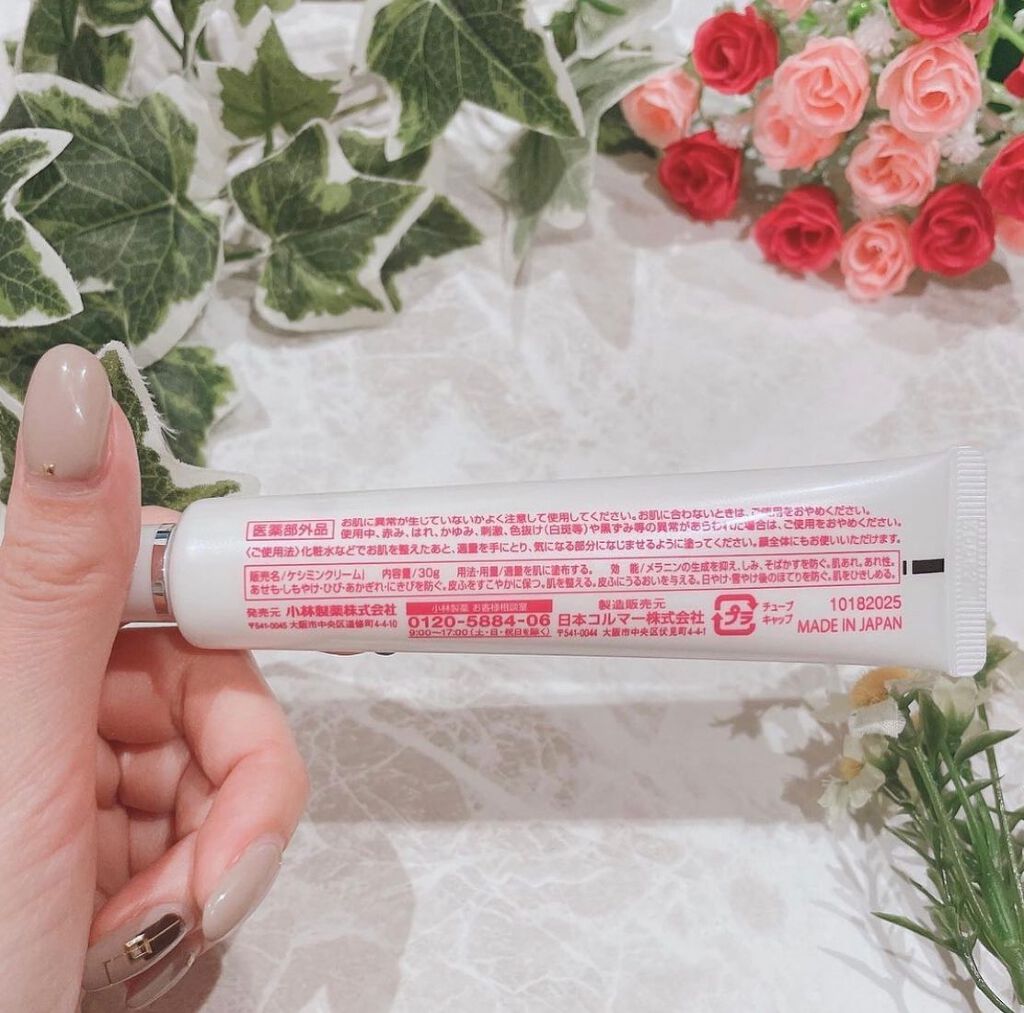 医薬部外品
お肌に異常が生じていないかよく注意して使用してください。お肌に合わないときは、ご使用をおやめください。
使用中、赤み、はれ、かゆみ、刺激、色抜け(白斑等)や黒ずみ等の異常があらわれた場合は、ご使用をおやめください。
〈ご使用法〉化粧水などでお肌を整えたあと、適量を手にとり、気になる部分になじませるように塗ってください。顔全体にもお使いいただけます。
販売名/ケシミンクリームj 内容量/30g 用法・用量/適量を肌に塗布する。 効 能/メラニンの生成を抑え、しみ、そばかすを防ぐ。肌あれ。あれ性。
あせも・しもやけ・ひび・あかぎれ・にきびを防ぐ。皮ふをすこやかに保つ。肌を整える。皮ふにうるおいを与える。日やけ・雪やけ後のほてりを防ぐ。肌をひきしめる。
発売元 小林製薬株式会社
〒541-0045 大阪市中央区道修町4-4-10
小林製薬 お客様相談室
0120-5884-06
9:00〜17:00(土・日・祝日を除く)
製造販売元
日本コルマー株式会社
〒541-0044 大阪市中央区伏見町4-4-1
プラ
チューブ
キャップ
10182025
MADE IN JAPAN